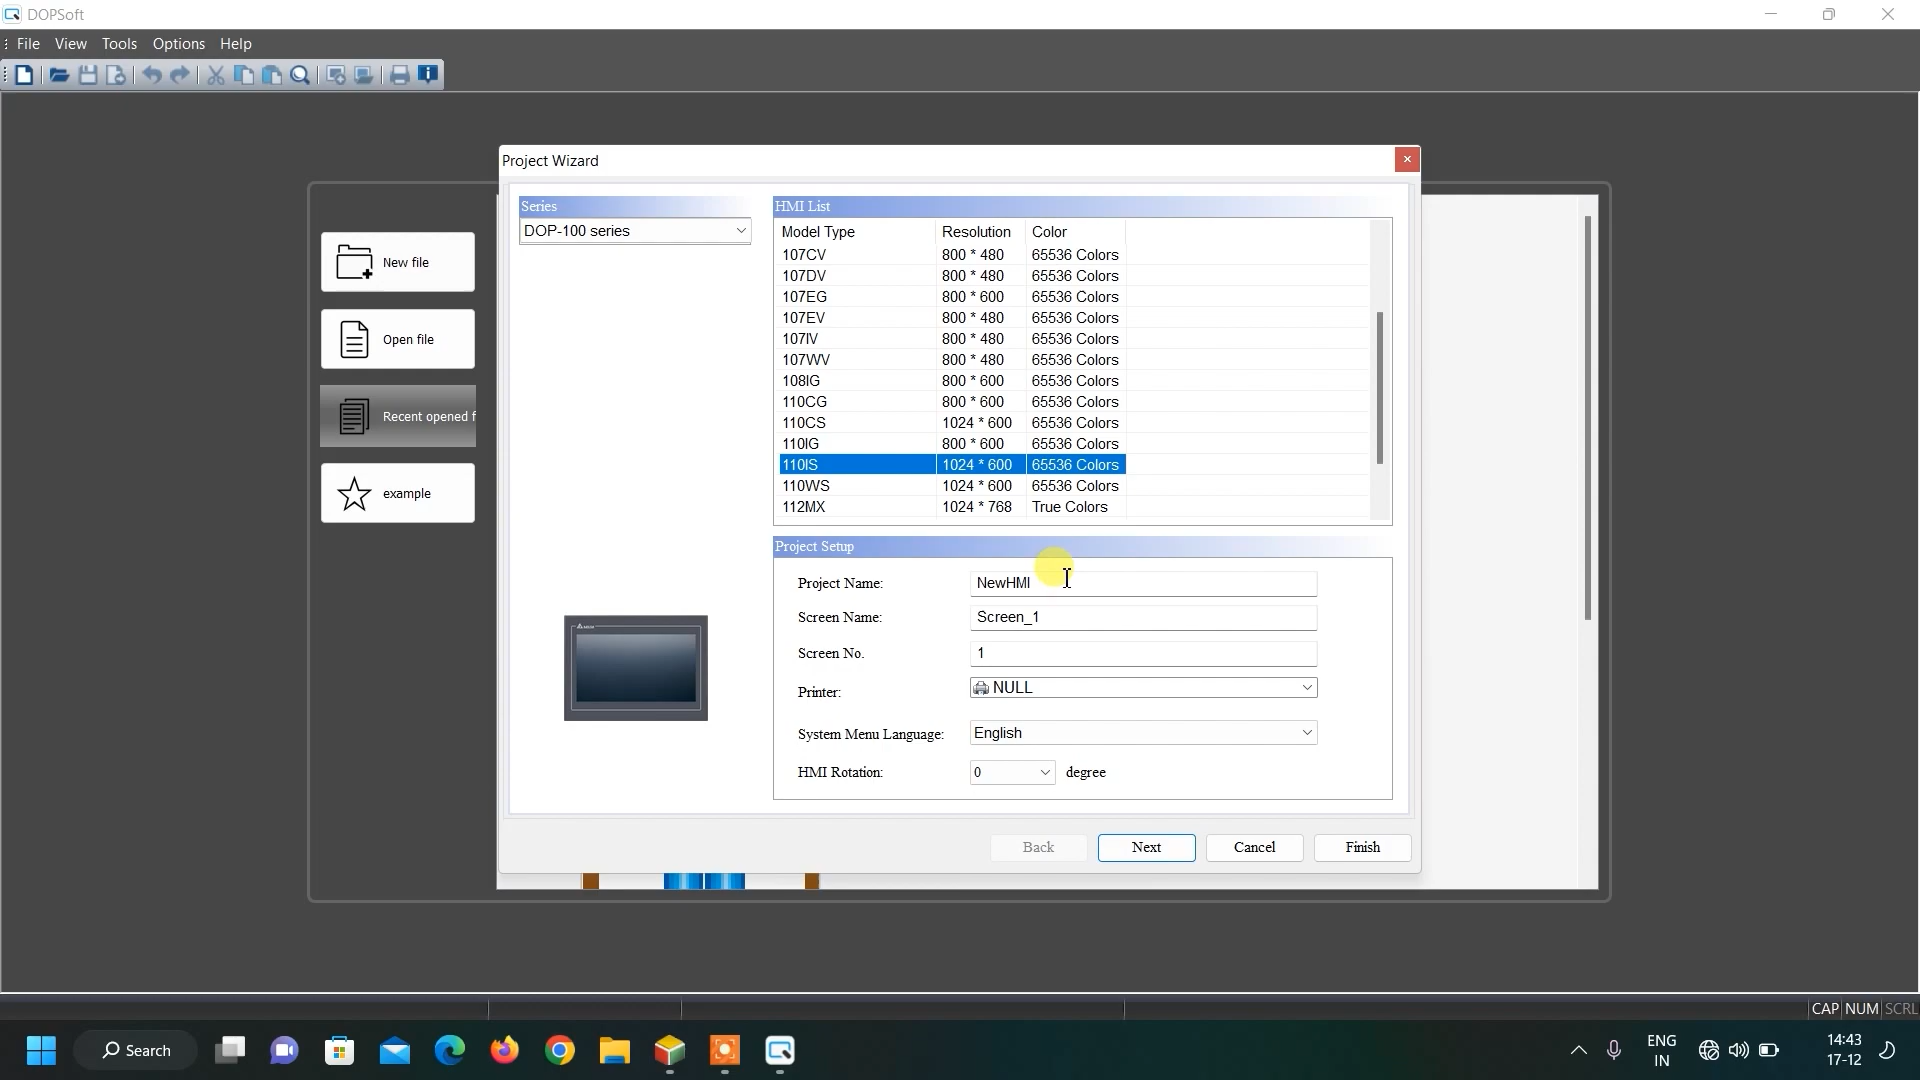 DOPSoft
File View Tools Options Help
Project Wizard
Series
DOP-100 series
HMI List
Model Type Resolution Color
107CV 800 * 480 65536 Colors
107DV 800 * 480 65536 Colors
107EG 800 * 600 65536 Colors
107EV 800 * 480 65536 Colors
107IV 800 * 480 65536 Colors
107WV 800 * 480 65536 Colors
108IG 800 * 600 65536 Colors
110CG 800 * 600 65536 Colors
110CS 1024 * 600 65536 Colors
110IG 800 * 600 65536 Colors
110IS 1024 * 600 65536 Colors
110WS 1024 * 600 65536 Colors
112MX 1024 * 768 True Colors
New file
Open file
Recent opened f
example
Project Setup
Project Name: NewHMI
Screen Name: Screen_1
Screen No. 1
Printer: NULL
System Menu Language: English
HMI Rotation: 0 degree
Back Next Cancel Finish
CAP NUM SCRL
Search
ENG
IN
14:43
17-12